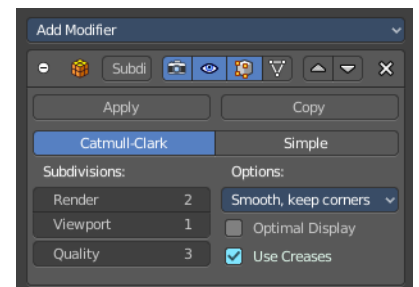 Add Modifier
Subdi
Apply Copy
Catmull-Clark Simple
Subdivisions: Options:
Render 2 Smooth, keep corners
Viewport 1 Optimal Display
Quality 3 Use Creases